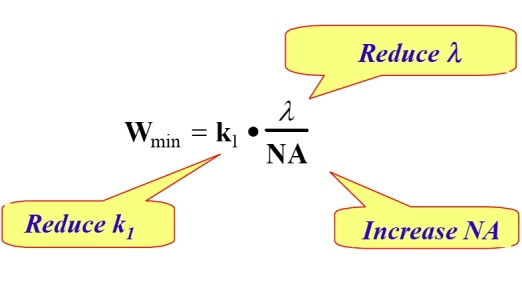 Reduce λ
W_min = k_1 • λ/NA
Reduce k_1
Increase NA